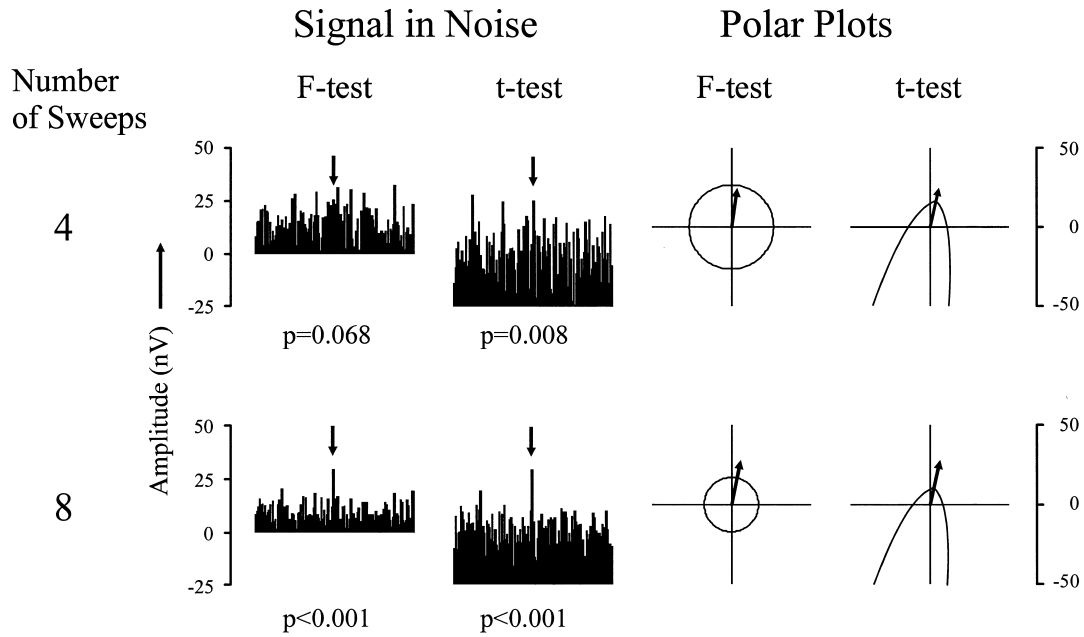 Signal in Noise Polar Plots
Number
of Sweeps
F-test t-test F-test t-test
50 50
25
4
0 0
-25 -50
p=0.068 p=0.008
Amplitude (nV)
50 50
25
8
0 0
-25 -50
p<0.001 p<0.001